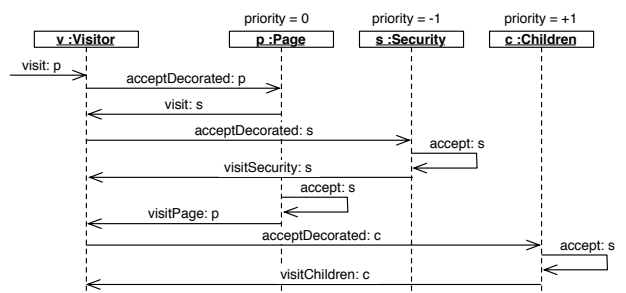 priority = 0 priority = -1 priority = +1
v :Visitor p :Page s :Security c :Children
visit: p
acceptDecorated: p
visit: s
acceptDecorated: s
accept: s
visitSecurity: s
accept: s
visitPage: p
acceptDecorated: c
accept: s
visitChildren: c